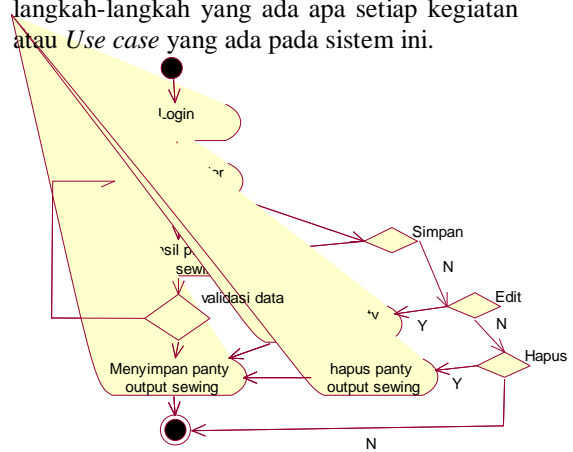 langkah-langkah yang ada apa setiap kegiatan
atau Use case yang ada pada sistem ini.
Login
Simpan
N
sewing
validasi data
Edit
Y
N
Hapus
Menyimpan panty
output sewing
hapus panty
output sewing
Y
N